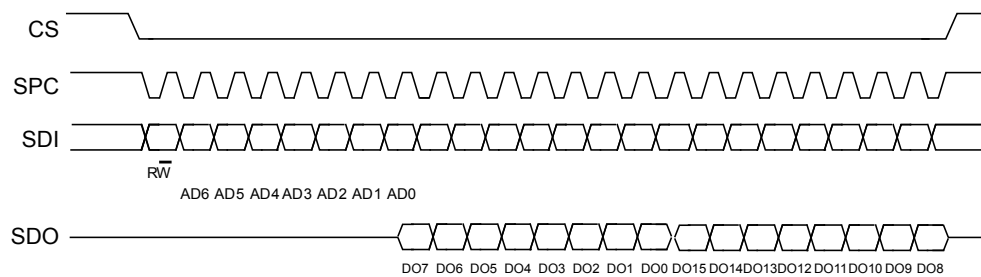 CS
SPC
SDI
RW
AD6 AD5 AD4 AD3 AD2 AD1 AD0
SDO
DO7 DO6 DO5 DO4 DO3 DO2 DO1 DO0 DO15 DO14 DO13 DO12 DO11 DO10 DO9 DO8